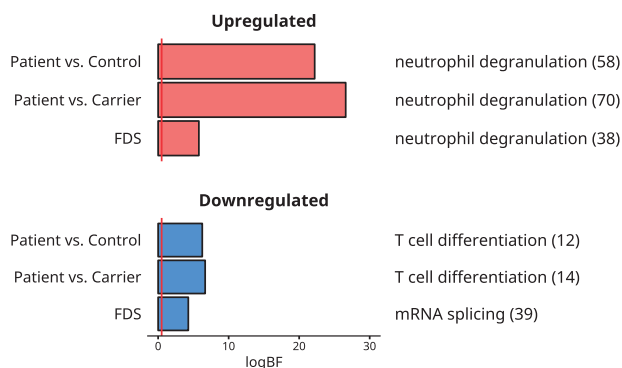 Upregulated
Patient vs. Control neutrophil degranulation (58)
Patient vs. Carrier neutrophil degranulation (70)
FDS neutrophil degranulation (38)
Downregulated
Patient vs. Control T cell differentiation (12)
Patient vs. Carrier T cell differentiation (14)
FDS mRNA splicing (39)
0 10 20 30
logBF